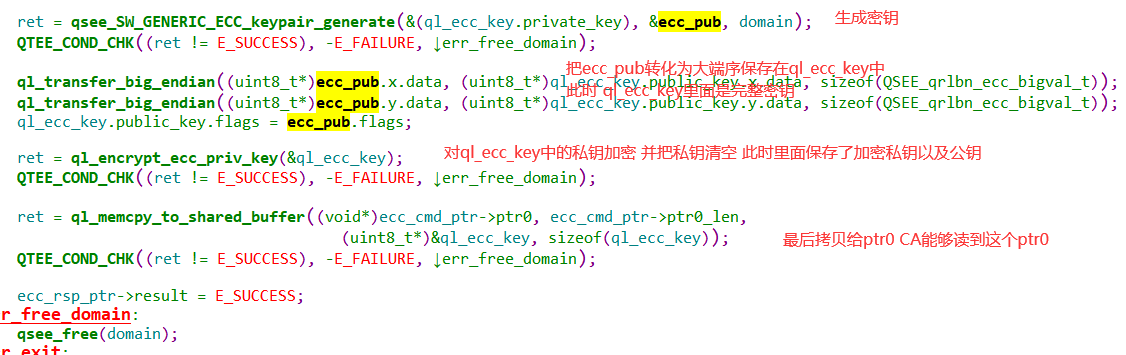 ret = qsee_SW_GENERIC_ECC_keypair_generate(&(ql_ecc_key.private_key), &ecc_pub, domain); 生成密钥
QTEE_COND_CHK((ret != E_SUCCESS), -E_FAILURE, ↓err_free_domain);
把ecc_pub转化为大端序保存在ql_ecc_key中
ql_transfer_big_endian((uint8_t*)ecc_pub.x.data, (uint8_t*)ql_ecc_key.public_key.x.data, sizeof(QSEE_qrlbn_ecc_bigval_t));
此时 ql_ecc_key里面是完整密钥
ql_transfer_big_endian((uint8_t*)ecc_pub.y.data, (uint8_t*)ql_ecc_key.public_key.y.data, sizeof(QSEE_qrlbn_ecc_bigval_t));
ql_ecc_key.public_key.flags = ecc_pub.flags;
ret = ql_encrypt_ecc_priv_key(&ql_ecc_key); 对ql_ecc_key中的私钥加密 并把私钥清空 此时里面保存了加密私钥以及公钥
QTEE_COND_CHK((ret != E_SUCCESS), -E_FAILURE, ↓err_free_domain);
ret = ql_memcpy_to_shared_buffer((void*)ecc_cmd_ptr->ptr0, ecc_cmd_ptr->ptr0_len,
(uint8_t*)&ql_ecc_key, sizeof(ql_ecc_key)); 最后拷贝给ptr0 CA能够读到这个ptr0
QTEE_COND_CHK((ret != E_SUCCESS), -E_FAILURE, ↓err_free_domain);
ecc_rsp_ptr->result = E_SUCCESS;
r_free_domain:
qsee_free(domain);
r_exit: